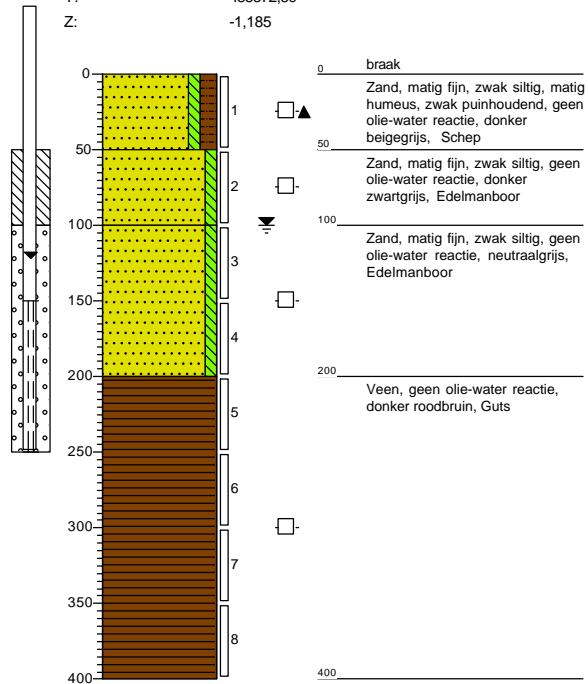 Z: -1,185
0
50
100
150
200
250
300
350
400
1
2
3
4
5
6
7
8
0 braak
Zand, matig fijn, zwak siltig, matig
humeus, zwak puinhoudend, geen
olie-water reactie, donker
beigegrijs, Schep
50
Zand, matig fijn, zwak siltig, geen
olie-water reactie, donker
zwartgrijs, Edelmanboor
100
Zand, matig fijn, zwak siltig, geen
olie-water reactie, neutraalgrijs,
Edelmanboor
200
Veen, geen olie-water reactie,
donker roodbruin, Guts
400